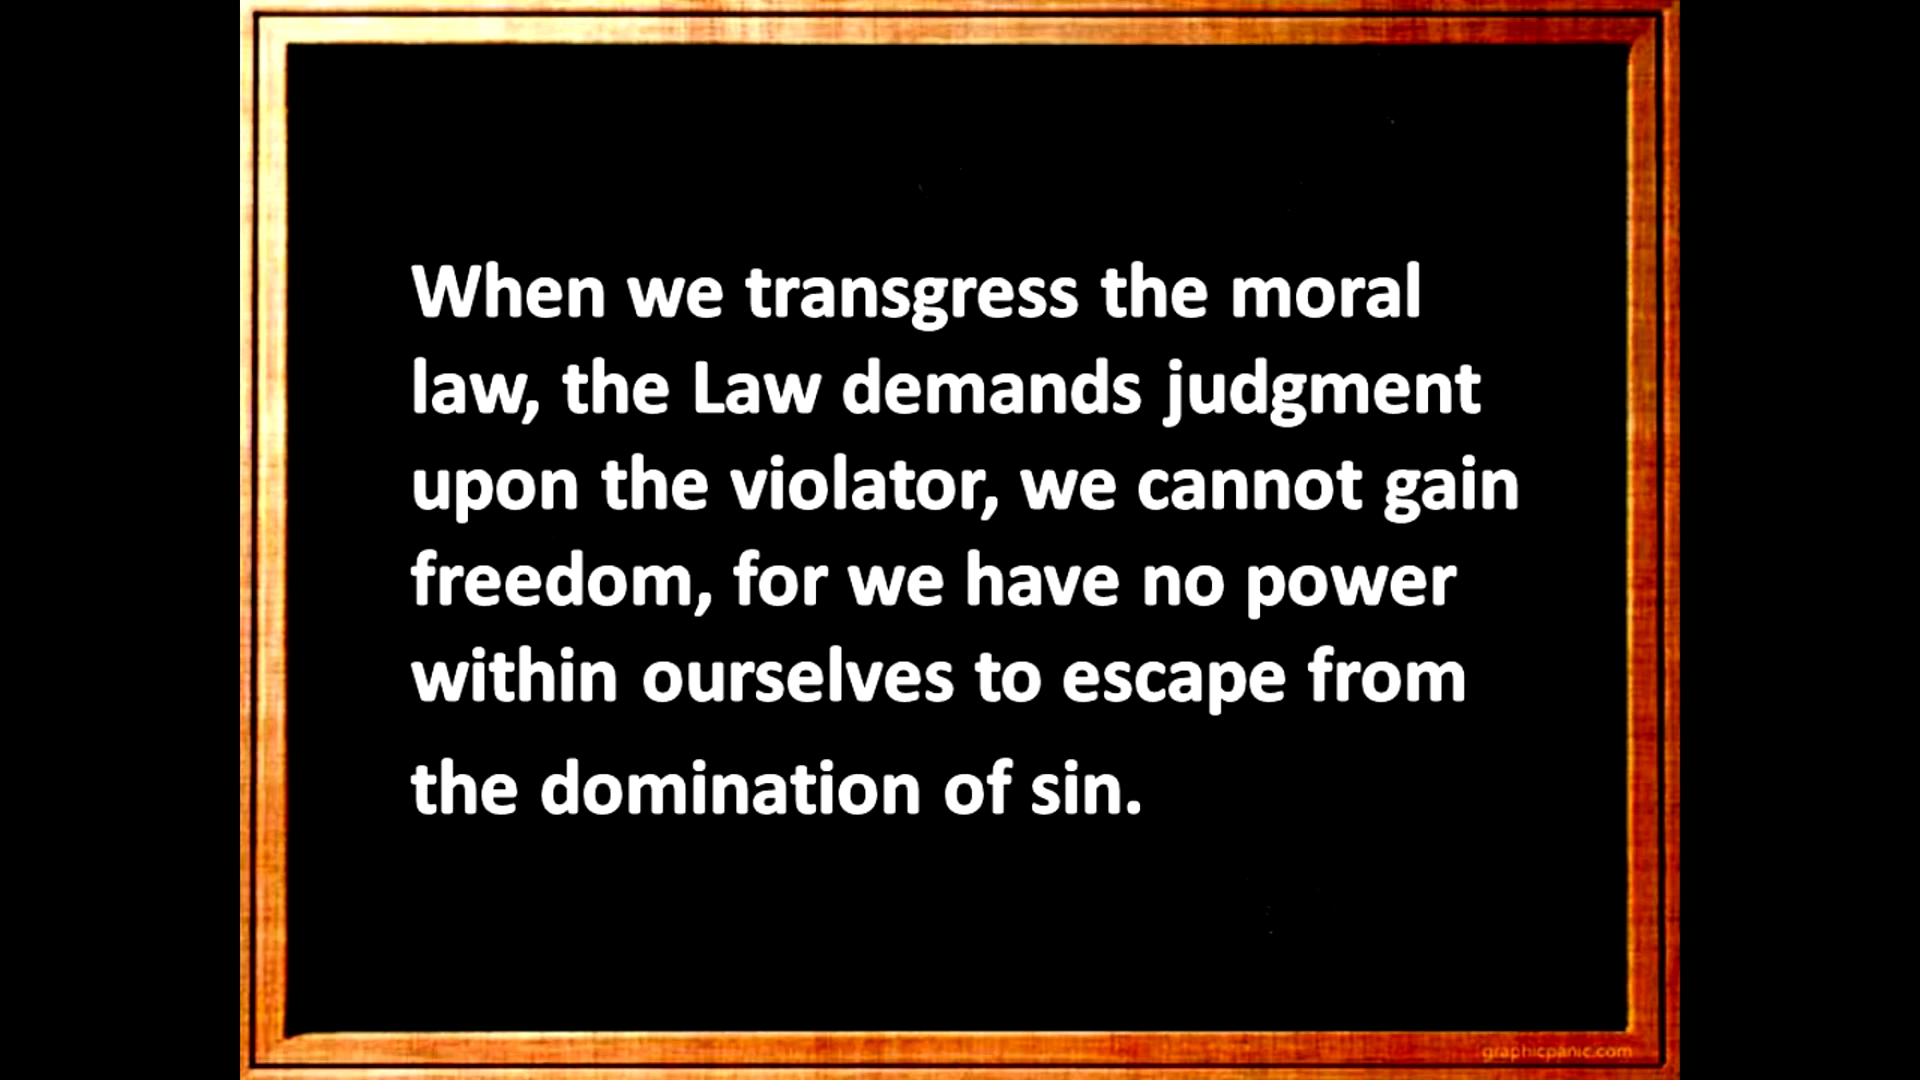 When we transgress the moral
law, the Law demands judgment
upon the violator, we cannot gain
freedom, for we have no power
within ourselves to escape from
the domination of sin.
graphicpanic.com